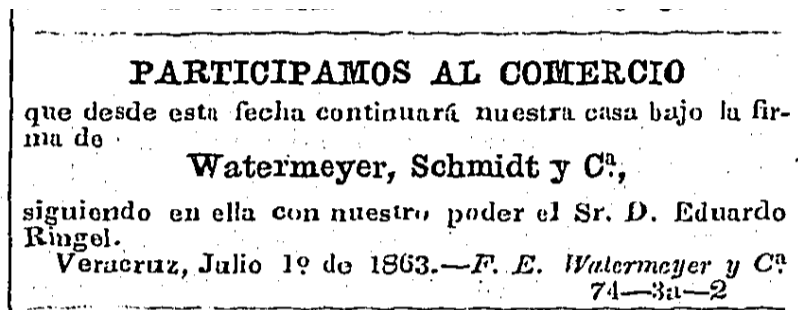 PARTICIPAMOS AL COMERCIO
que desde esta fecha continuará nuestra casa bajo la fir-
ma de
Watermeyer, Schmidt y Cª.,
siguiendo en ella con nuestro poder el Sr. D. Eduardo
Ringel.
Veracruz, Julio 1º de 1863.—F. E. Watermeyer y Cª
74—3a—2